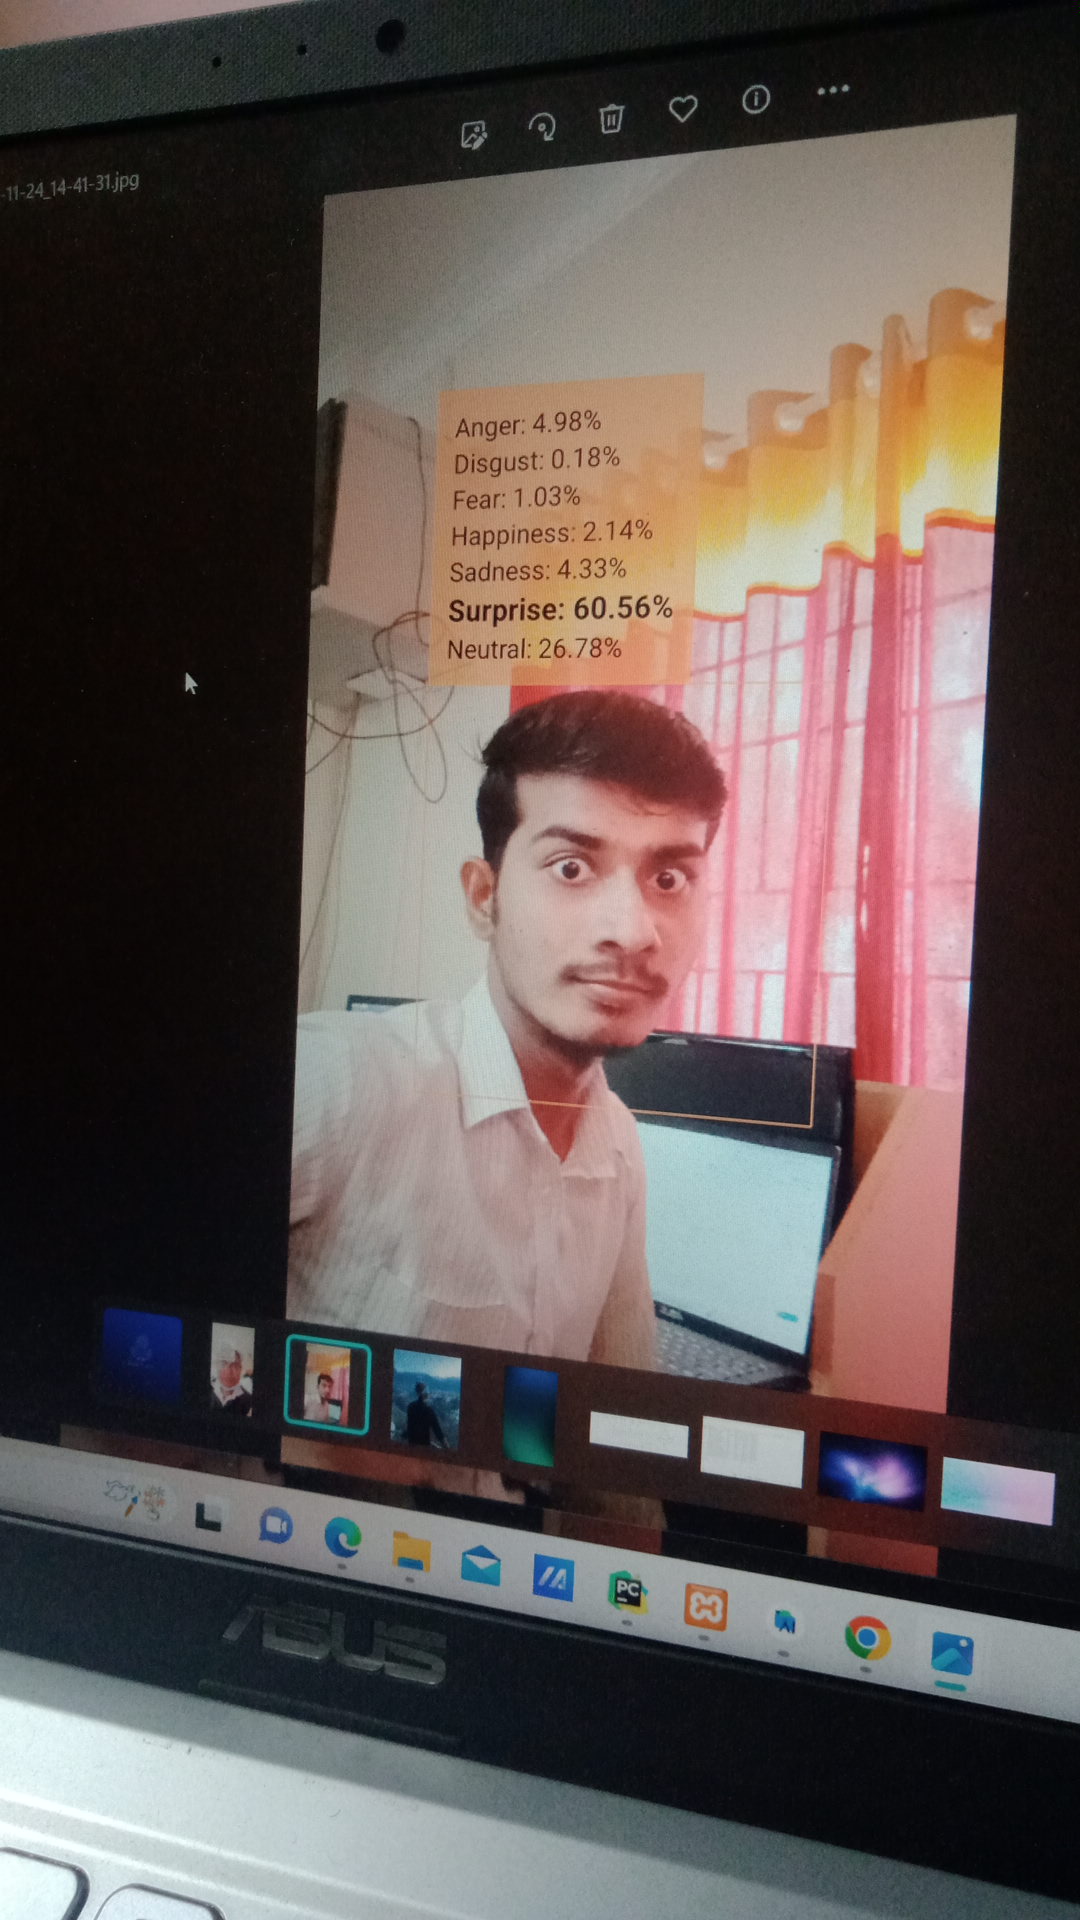 -11-24_14-41-31.jpg
Anger: 4.98%
Disgust: 0.18%
Fear: 1.03%
Happiness: 2.14%
Sadness: 4.33%
Surprise: 60.56%
Neutral: 26.78%
PC
ASUS